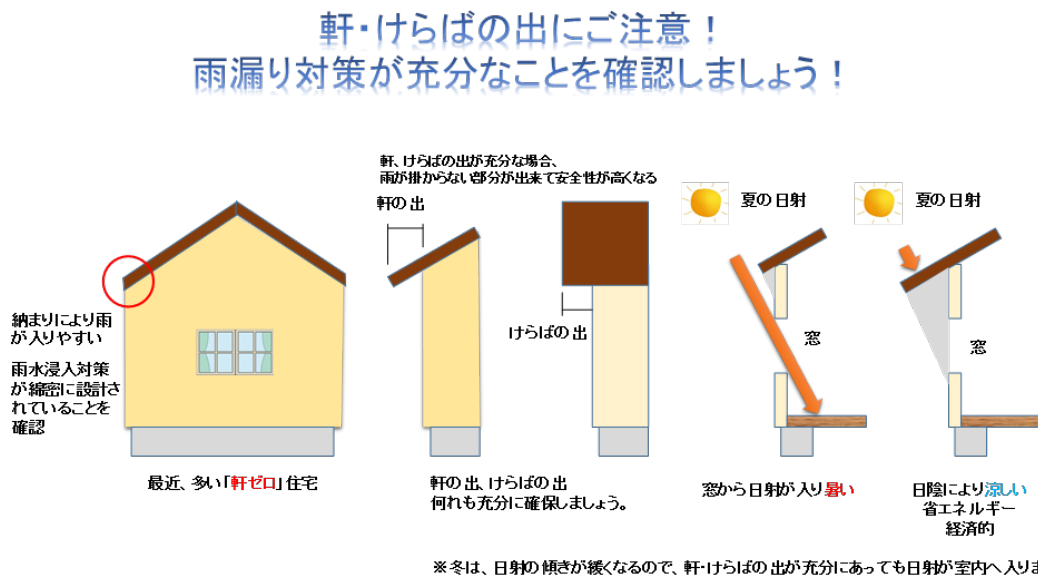 軒・けらばの出にご注意！
雨漏り対策が充分なことを確認しましょう！
軒、けらばの出が充分な場合、
雨が掛からない部分が出来て安全性が高くなる
軒の出
けらばの出
夏の日射
夏の日射
納まりにより雨
が入りやすい
雨水浸入対策
が綿密に設計さ
れていることを
確認
窓
窓
最近、多い「軒ゼロ」住宅
軒の出、けらばの出
何れも充分に確保しましょう。
窓から日射が入り暑い
日陰により涼しい
省エネルギー
経済的
※冬は、日射の傾きが緩くなるので、軒・けらばの出が充分にあっても日射が室内へ入りま